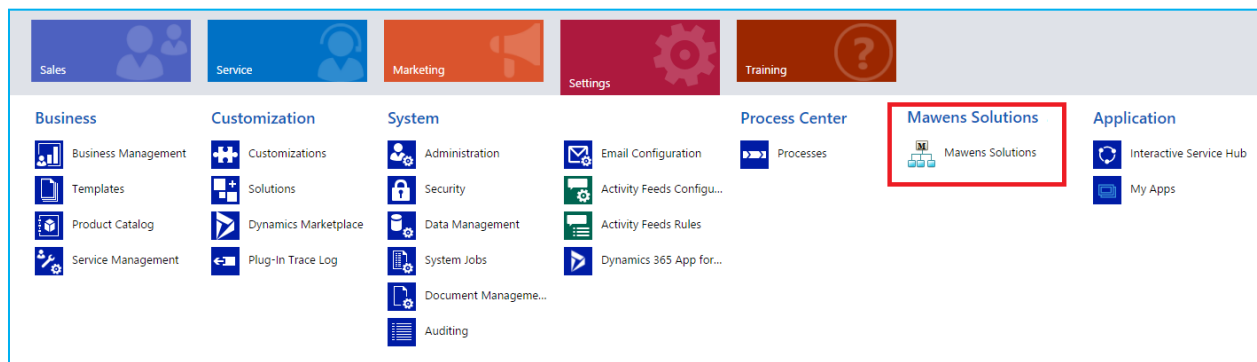 Sales
Service
Marketing
Settings
Training
?
Business
Business Management
Templates
Product Catalog
Service Management
Customization
Customizations
Solutions
Dynamics Marketplace
Plug-In Trace Log
System
Administration
Security
Data Management
System Jobs
Document Manageme...
Auditing
Email Configuration
Activity Feeds Configu...
Activity Feeds Rules
Dynamics 365 App for...
Process Center
Processes
Mawens Solutions
M
Mawens Solutions
Application
Interactive Service Hub
My Apps